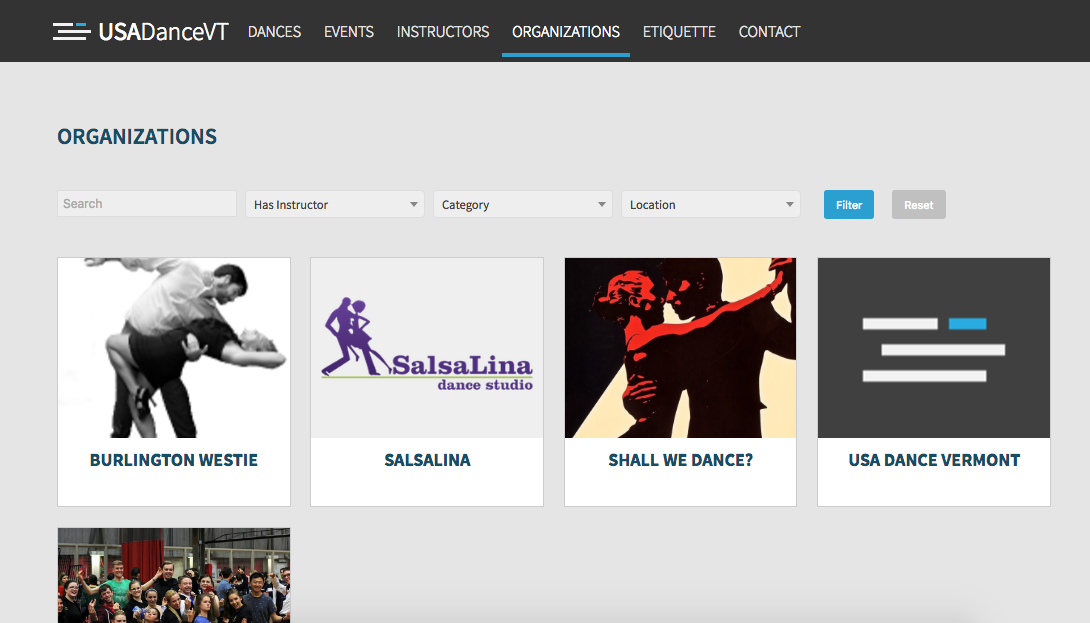 USADanceVT DANCES EVENTS INSTRUCTORS ORGANIZATIONS ETIQUETTE CONTACT
ORGANIZATIONS
Search Has Instructor Category Location Filter Reset
SalsaLina
dance studio
BURLINGTON WESTIE SALSALINA SHALL WE DANCE? USA DANCE VERMONT